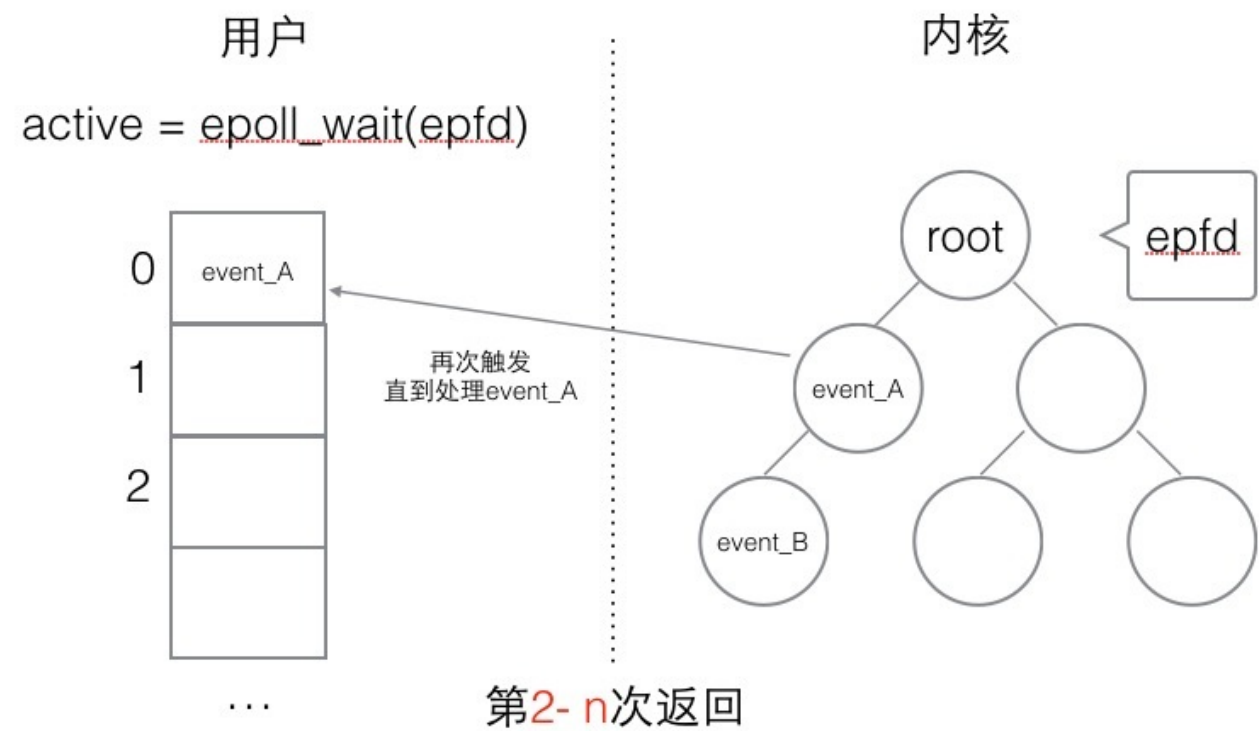 用户
内核
active = epoll_wait(epfd)
root
epfd
0
event_A
1
再次触发
直到处理event_A
event_A
2
event_B
...
第2- n次返回